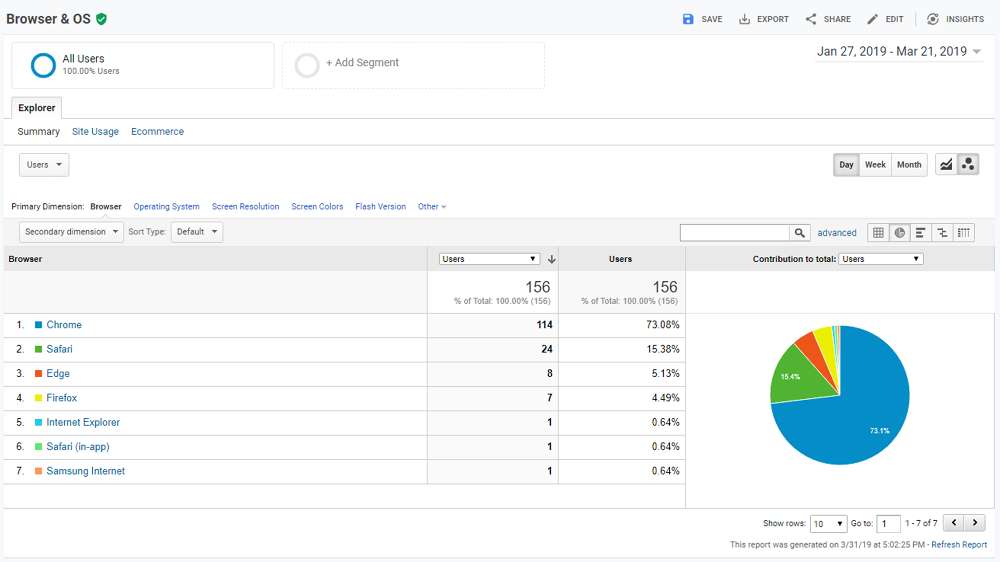 Browser & OS
SAVE EXPORT SHARE EDIT INSIGHTS
All Users
100.00% Users
+ Add Segment
Jan 27, 2019 - Mar 21, 2019
Explorer
Summary Site Usage Ecommerce
Users
Day Week Month
Primary Dimension: Browser Operating System Screen Resolution Screen Colors Flash Version Other
Secondary dimension Sort Type: Default
advanced
Browser Users Users Contribution to total: Users
156 156
% of Total: 100.00% (156) % of Total: 100.00% (156)
1. Chrome 114 73.08%
2. Safari 24 15.38%
3. Edge 8 5.13%
4. Firefox 7 4.49%
5. Internet Explorer 1 0.64%
6. Safari (in-app) 1 0.64%
7. Samsung Internet 1 0.64%
15.4%
73.1%
Show rows: 10 Go to: 1 1 - 7 of 7
This report was generated on 3/31/19 at 5:02:25 PM - Refresh Report